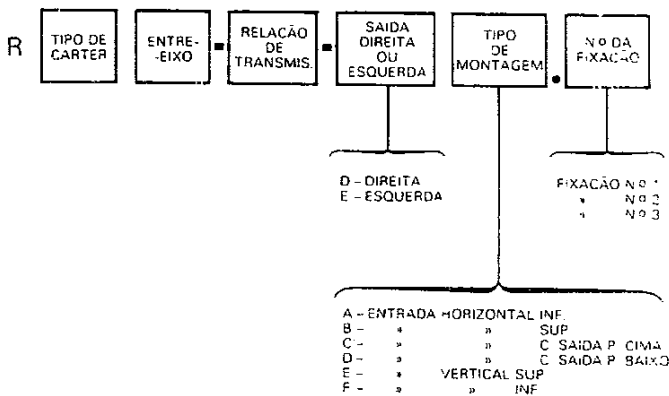 R
TIPO DE
CARTER
ENTRE-
-EIXO
-
RELAÇÃO
DE
TRANSMIS.
-
SAIDA
DIREITA
OU
ESQUERDA
TIPO
DE
MONTAGEM
.
Nº DA
FIXAÇÃO
D – DIREITA
E – ESQUERDA
FIXAÇÃO Nº 1
» Nº 2
» Nº 3
A – ENTRADA HORIZONTAL INF.
B – » » SUP
C – » » C SAIDA P. CIMA
D – » » C SAIDA P. BAIXO
E – » VERTICAL SUP
F – » » INF